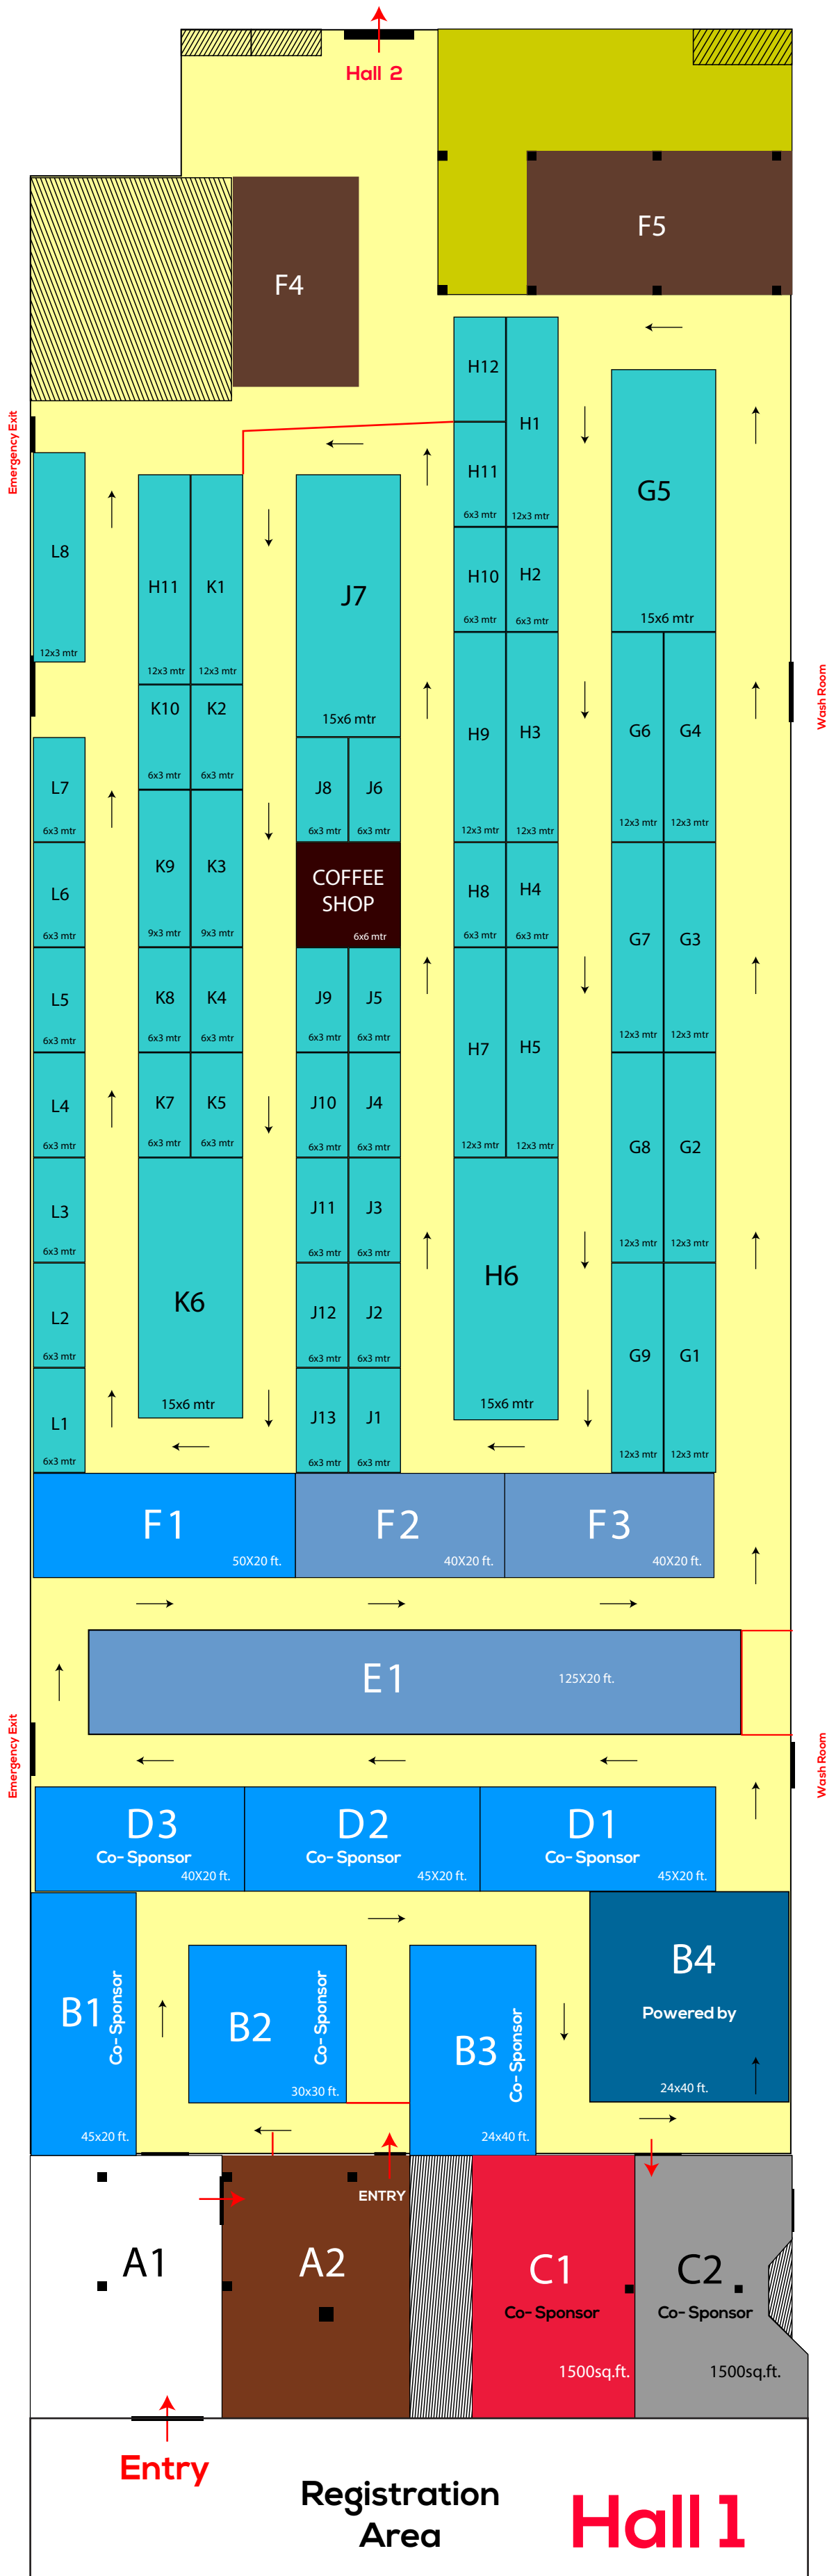 Hall 2
F5
F4
H12
H1
Emergency Exit
H11
6x3 mtr
12x3 mtr
G5
15x6 mtr
L8
12x3 mtr
H11
12x3 mtr
K1
12x3 mtr
J7
15x6 mtr
H10
6x3 mtr
H2
6x3 mtr
Wash Room
K10
6x3 mtr
K2
6x3 mtr
H9
12x3 mtr
H3
12x3 mtr
G6
12x3 mtr
G4
12x3 mtr
L7
6x3 mtr
J8
6x3 mtr
J6
6x3 mtr
L6
6x3 mtr
K9
9x3 mtr
K3
9x3 mtr
COFFEE
SHOP
6x6 mtr
H8
6x3 mtr
H4
6x3 mtr
G7
12x3 mtr
G3
12x3 mtr
L5
6x3 mtr
K8
6x3 mtr
K4
6x3 mtr
J9
6x3 mtr
J5
6x3 mtr
H7
12x3 mtr
H5
12x3 mtr
L4
6x3 mtr
K7
6x3 mtr
K5
6x3 mtr
J10
6x3 mtr
J4
6x3 mtr
G8
12x3 mtr
G2
12x3 mtr
L3
6x3 mtr
J11
6x3 mtr
J3
6x3 mtr
K6
15x6 mtr
H6
15x6 mtr
L2
6x3 mtr
J12
6x3 mtr
J2
6x3 mtr
G9
12x3 mtr
G1
12x3 mtr
L1
6x3 mtr
J13
6x3 mtr
J1
6x3 mtr
F1
50X20 ft.
F2
40X20 ft.
F3
40X20 ft.
E1
125X20 ft.
Emergency Exit
Wash Room
D3
Co- Sponsor
40X20 ft.
D2
Co- Sponsor
45X20 ft.
D1
Co- Sponsor
45X20 ft.
B1
Co- Sponsor
45x20 ft.
B2
Co- Sponsor
30x30 ft.
B3
Co- Sponsor
24x40 ft.
B4
Powered by
24x40 ft.
ENTRY
A1
A2
C1
Co- Sponsor
1500sq.ft.
C2
Co- Sponsor
1500sq.ft.
Entry
Registration
Area
Hall 1